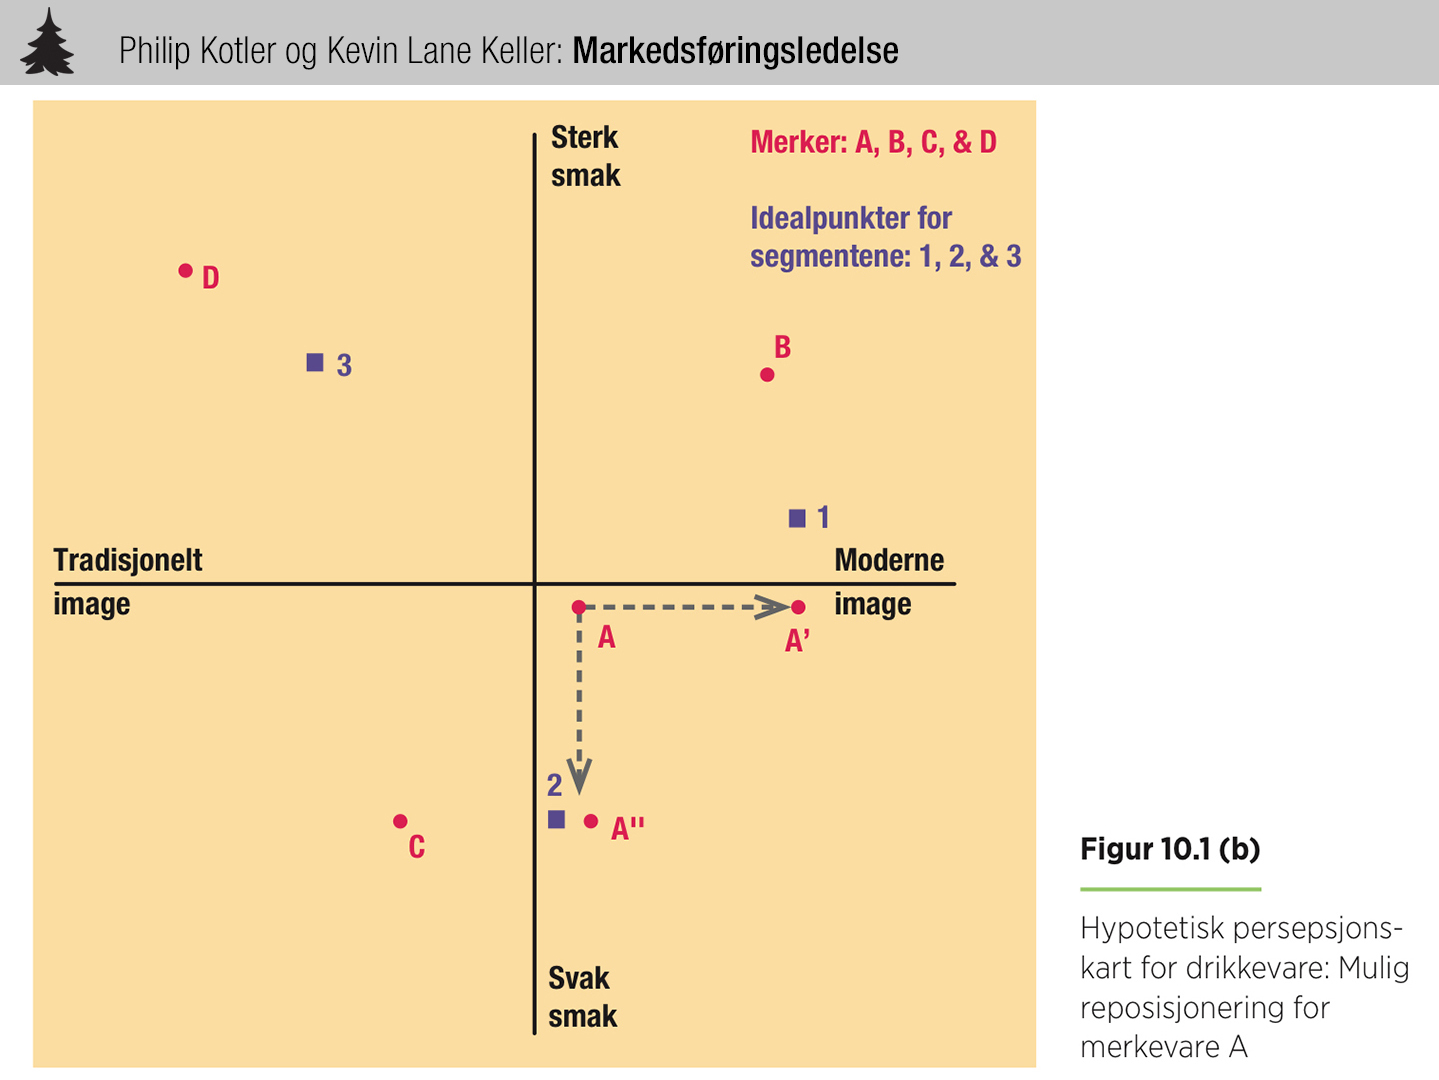 Philip Kotler og Kevin Lane Keller: Markedsføringsledelse
Sterk
smak
Merker: A, B, C, & D
Idealpunkter for
segmentene: 1, 2, & 3
D
3
B
1
Tradisjonelt
image
Moderne
image
A
A’
2
A"
C
Svak
smak
Figur 10.1 (b)
Hypotetisk persepsjons-
kart for drikkevare: Mulig
reposisjonering for
merkevare A